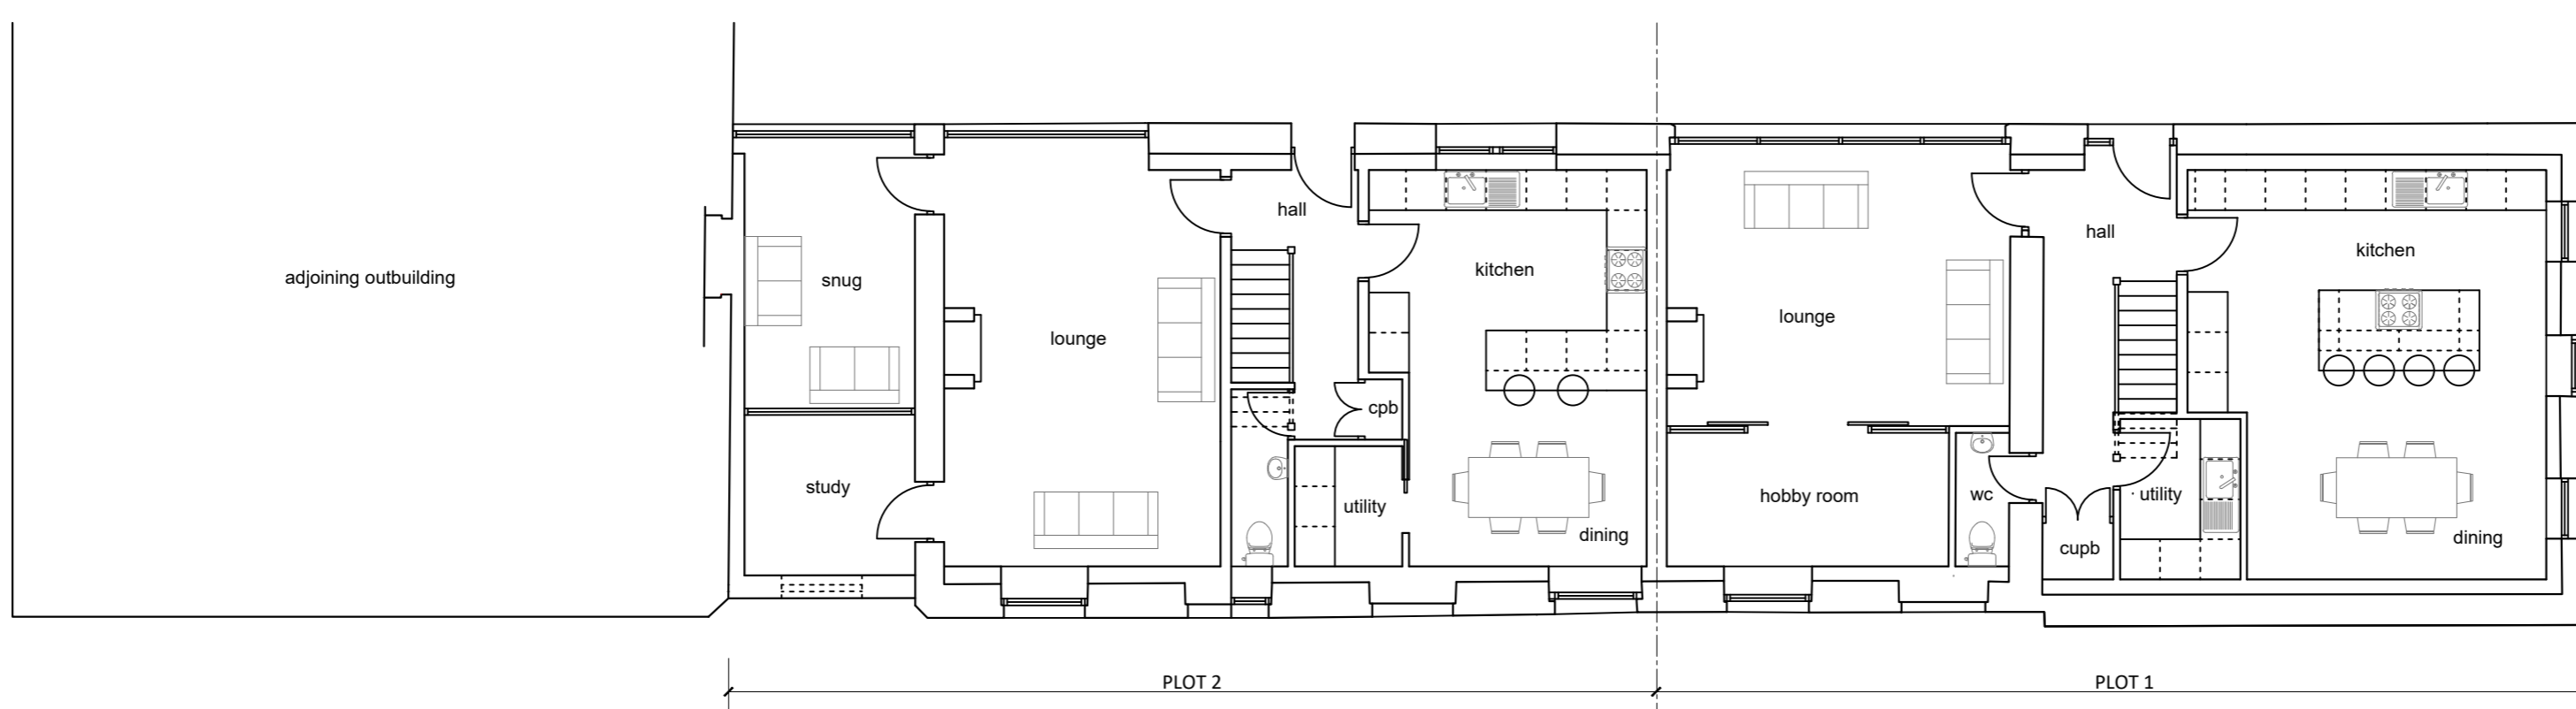 adjoining outbuilding
snug
study
lounge
hall
cpb
utility
kitchen
dining
lounge
hobby room
wc
hall
cupb
utility
kitchen
dining
PLOT 2
PLOT 1